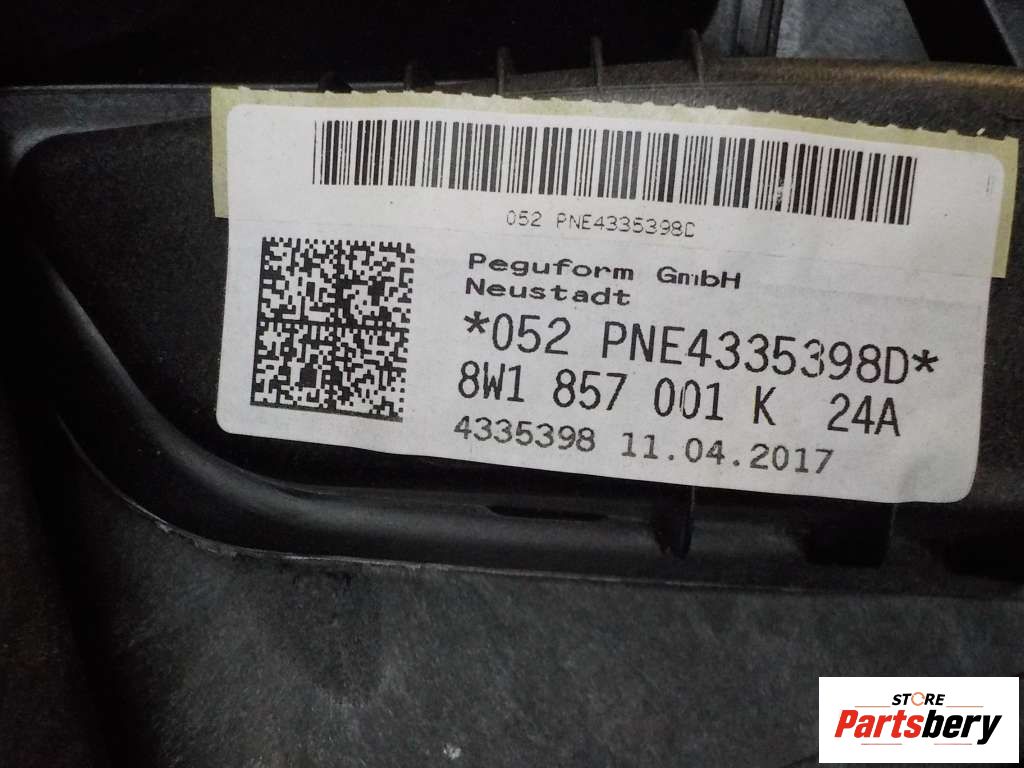 052 PNE4335398D
Peguform GmbH
Neustadt
*052 PNE4335398D*
8W1 857 001 K 24A
4335398 11.04.2017
STORE
Partsbery